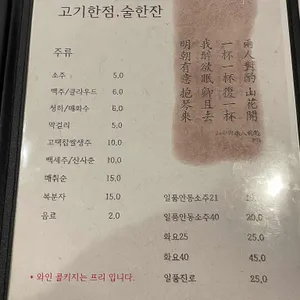 고기한점.술한잔
兩人對酌山花開
一杯一杯復一杯
我醉欲眠卿且去
明朝有意抱琴來
주류
소주 5.0
맥주/클라우드 6.0
청하/매화수 6.0
막걸리 5.0
고택찹쌀생주 10.0
백세주/산사춘 10.0
매취순 15.0
복분자 15.0
음료 2.0
일품안동소주21 10.0
일품안동소주40 20.0
화요25 25.0
화요40 45.0
일품진로 25.0
* 와인 콜키지는 프리 입니다.